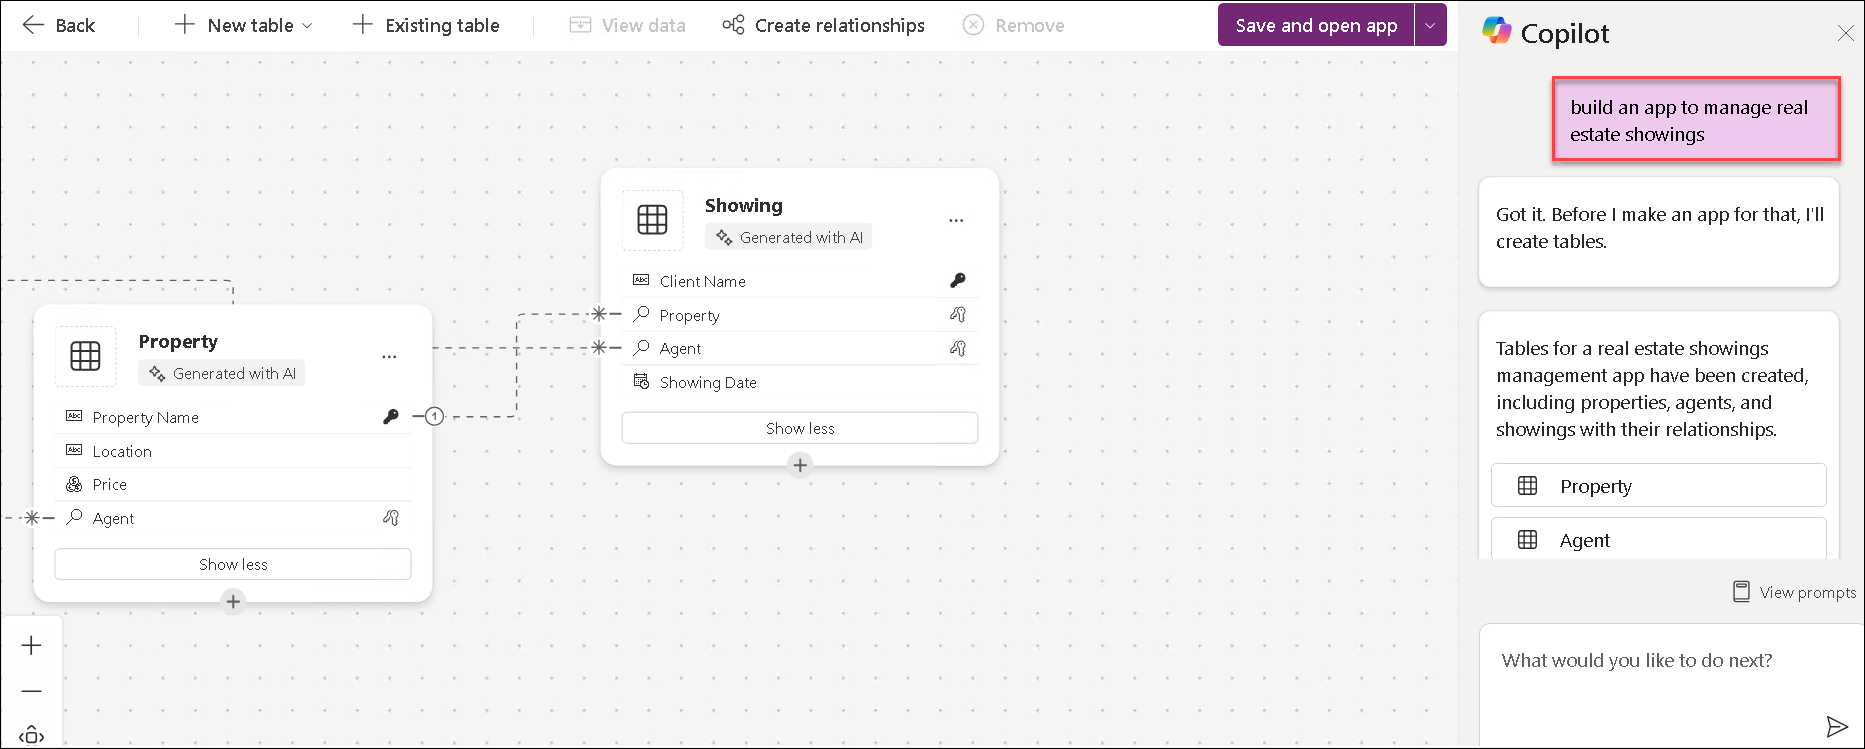 Back
New table
Existing table
View data
Create relationships
Remove
Save and open app
Copilot
build an app to manage real
estate showings
Got it. Before I make an app for that, I'll
create tables.
Tables for a real estate showings
management app have been created,
including properties, agents, and
showings with their relationships.
Property
Agent
View prompts
What would you like to do next?
Showing
Generated with AI
Abc Client Name
Property
Agent
Showing Date
Show less
Property
Generated with AI
Abc Property Name
1
Abc Location
Price
Agent
Show less